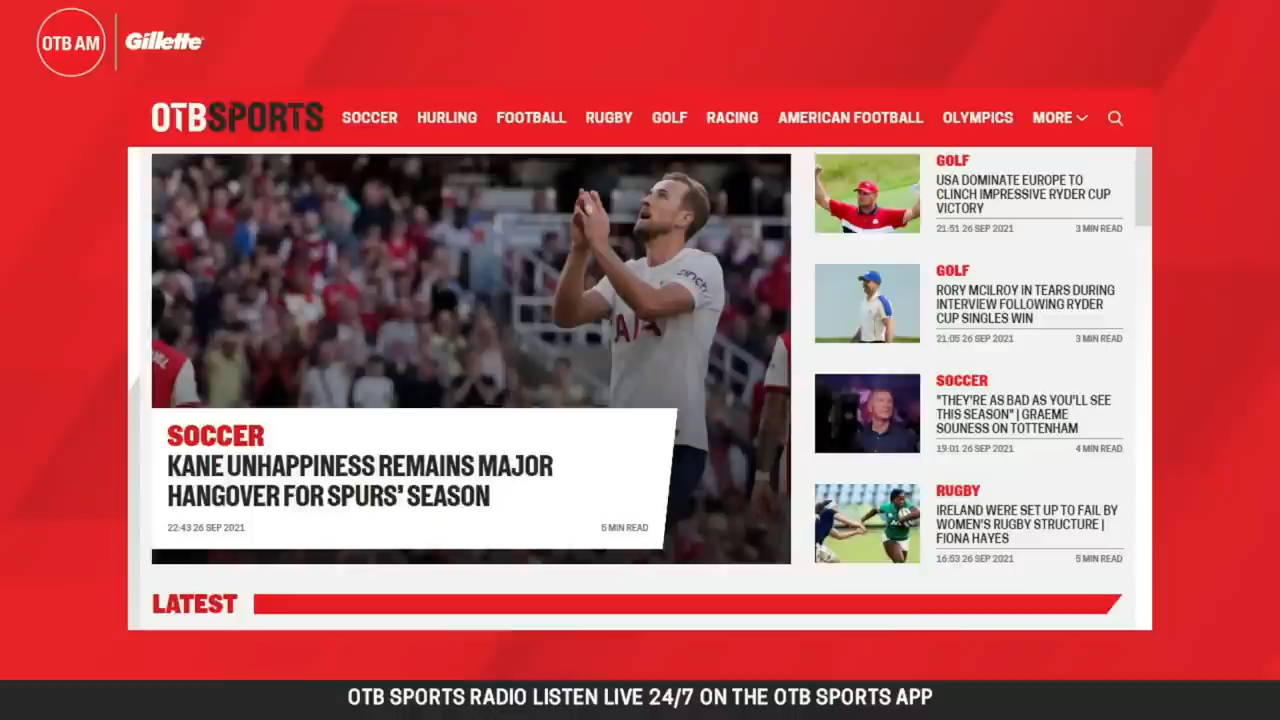 OTB AM
Gillette
OTBSPORTS
SOCCER HURLING FOOTBALL RUGBY GOLF RACING AMERICAN FOOTBALL OLYMPICS MORE
SOCCER
KANE UNHAPPINESS REMAINS MAJOR
HANGOVER FOR SPURS' SEASON
22:43 26 SEP 2021 5 MIN READ
GOLF
USA DOMINATE EUROPE TO
CLINCH IMPRESSIVE RYDER CUP
VICTORY
21:51 26 SEP 2021 3 MIN READ
GOLF
RORY MCILROY IN TEARS DURING
INTERVIEW FOLLOWING RYDER
CUP SINGLES WIN
21:05 26 SEP 2021 3 MIN READ
SOCCER
"THEY'RE AS BAD AS YOU'LL SEE
THIS SEASON" | GRAEME
SOUNESS ON TOTTENHAM
19:01 26 SEP 2021 4 MIN READ
RUGBY
IRELAND WERE SET UP TO FAIL BY
WOMEN'S RUGBY STRUCTURE |
FIONA HAYES
16:53 26 SEP 2021 5 MIN READ
LATEST
OTB SPORTS RADIO LISTEN LIVE 24/7 ON THE OTB SPORTS APP